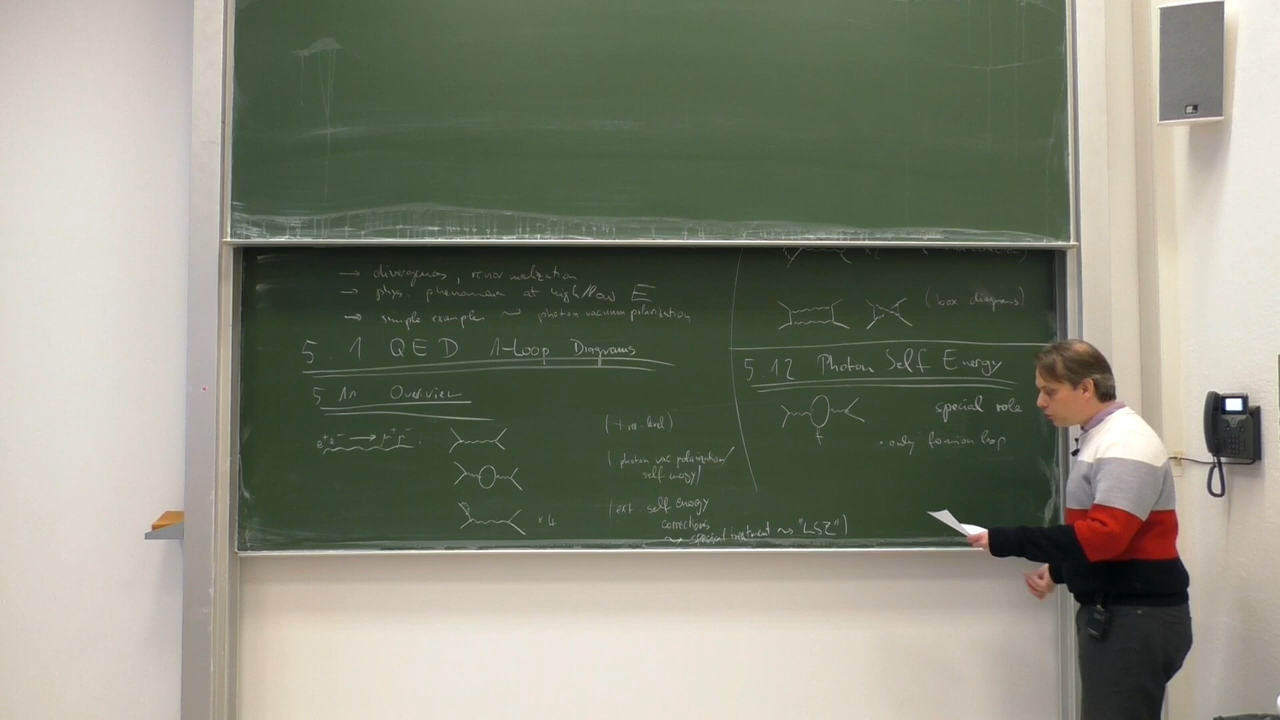 → divergences, renormalization
→ phys. phenomena at high/low E
→ simple example ⇝ photon vacuum polarization
5.1 QED 1-Loop Diagrams
5.1.1 Overview
e⁺e⁻ → μ⁺μ⁻
(tree-level)
(photon vac polarization/
self energy)
×4
(ext. self energy
corrections
⇝ special treatment ⇝ "LSZ")
(box diagrams)
5.1.2 Photon Self Energy
special role
f
• only fermion loop